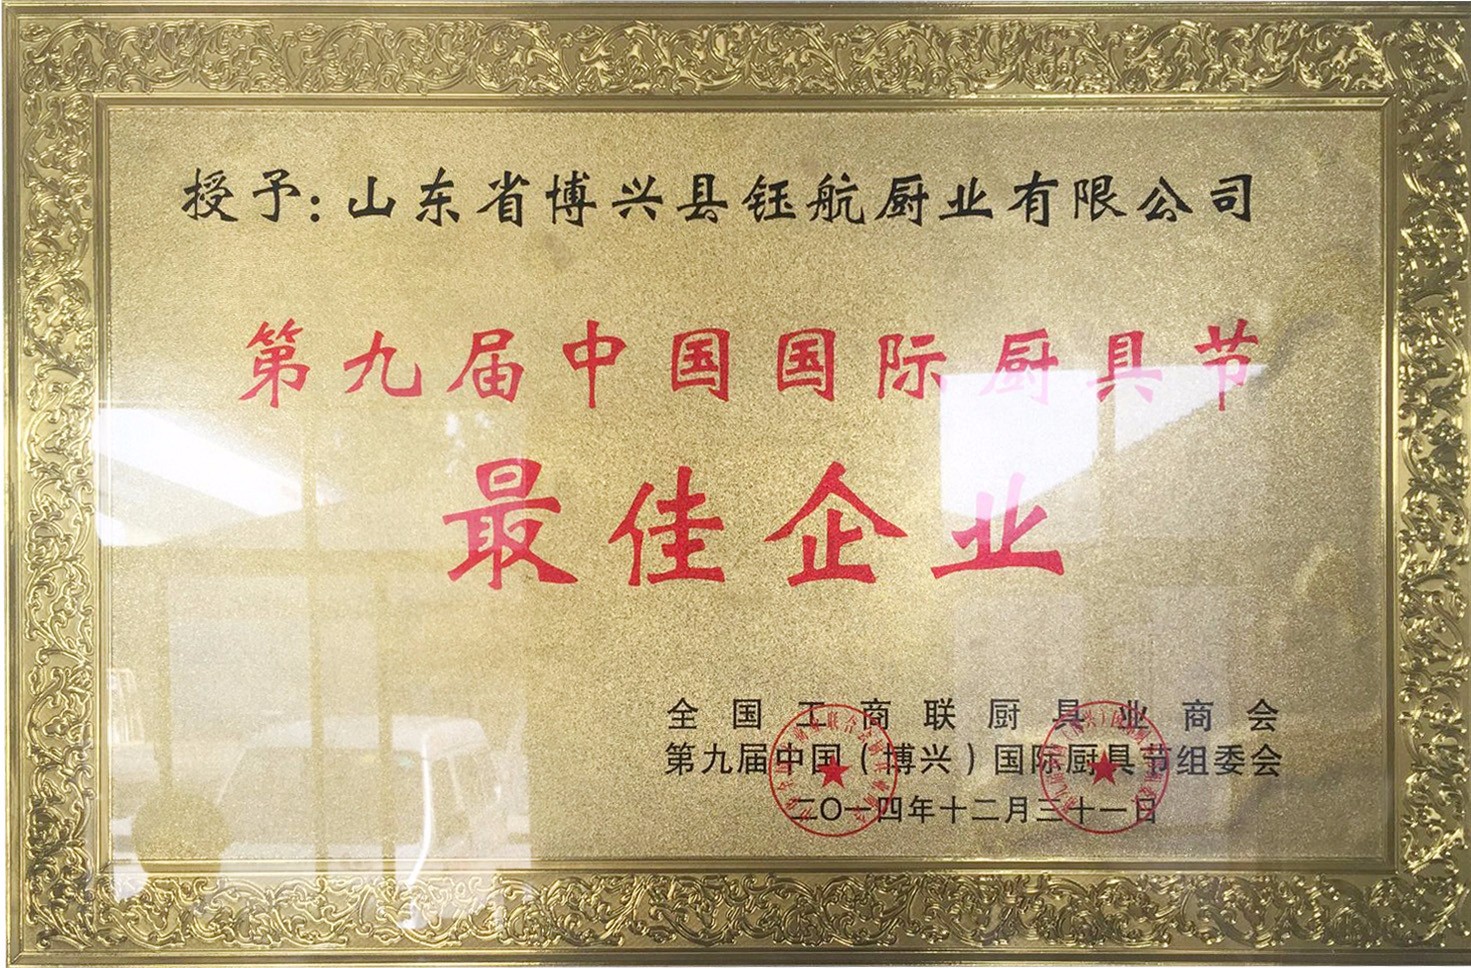 授予:山东省博兴县钰航厨业有限公司
第九届中国国际厨具节
最佳企业
全国工商联厨具业商会
第九届中国(博兴)国际厨具节组委会
二〇一四年十二月三十一日